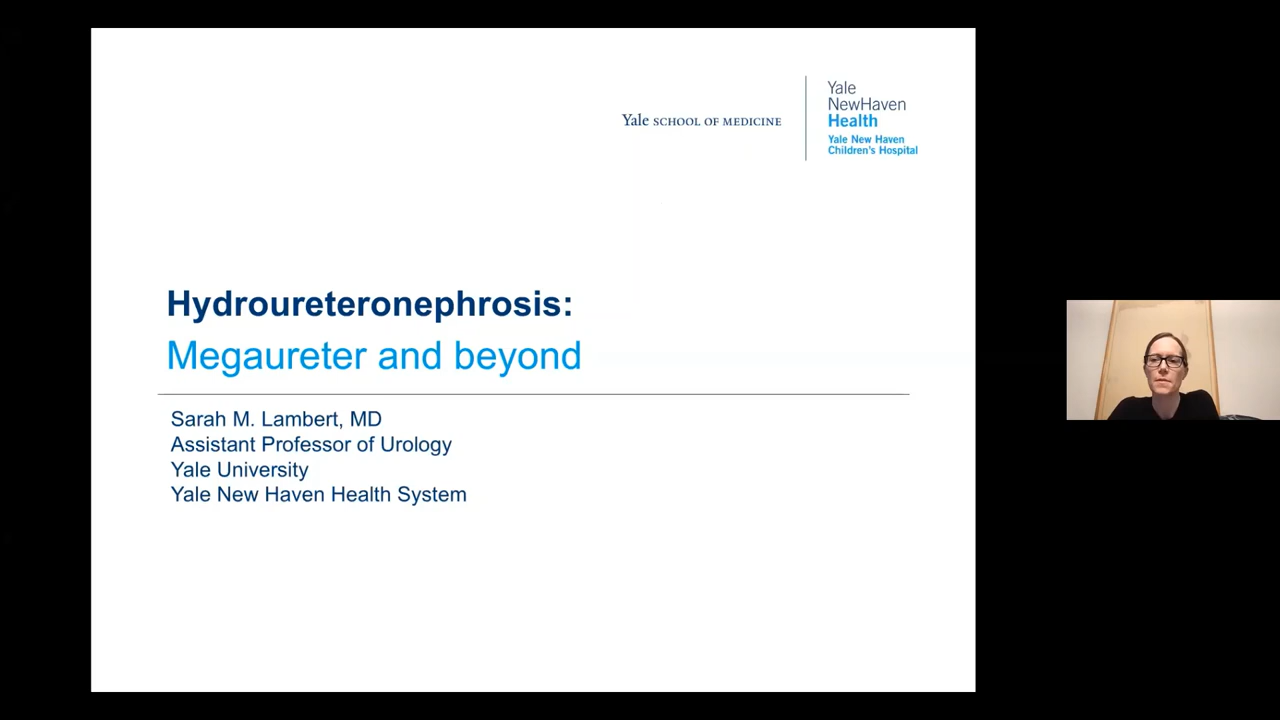 Yale SCHOOL OF MEDICINE
Yale
NewHaven
Health
Yale New Haven
Children's Hospital
Hydroureteronephrosis:
Megaureter and beyond
Sarah M. Lambert, MD
Assistant Professor of Urology
Yale University
Yale New Haven Health System